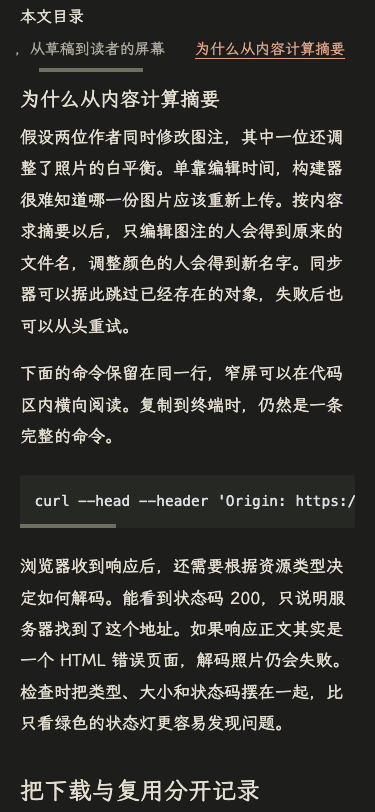 本文目录
，从草稿到读者的屏幕 为什么从内容计算摘要
为什么从内容计算摘要
假设两位作者同时修改图注，其中一位还调
整了照片的白平衡。单靠编辑时间，构建器
很难知道哪一份图片应该重新上传。按内容
求摘要以后，只编辑图注的人会得到原来的
文件名，调整颜色的人会得到新名字。同步
器可以据此跳过已经存在的对象，失败后也
可以从头重试。
下面的命令保留在同一行，窄屏可以在代码
区内横向阅读。复制到终端时，仍然是一条
完整的命令。
curl --head --header 'Origin: https:/
浏览器收到响应后，还需要根据资源类型决
定如何解码。能看到状态码 200，只说明服
务器找到了这个地址。如果响应正文其实是
一个 HTML 错误页面，解码照片仍会失败。
检查时把类型、大小和状态码摆在一起，比
只看绿色的状态灯更容易发现问题。
把下载与复用分开记录